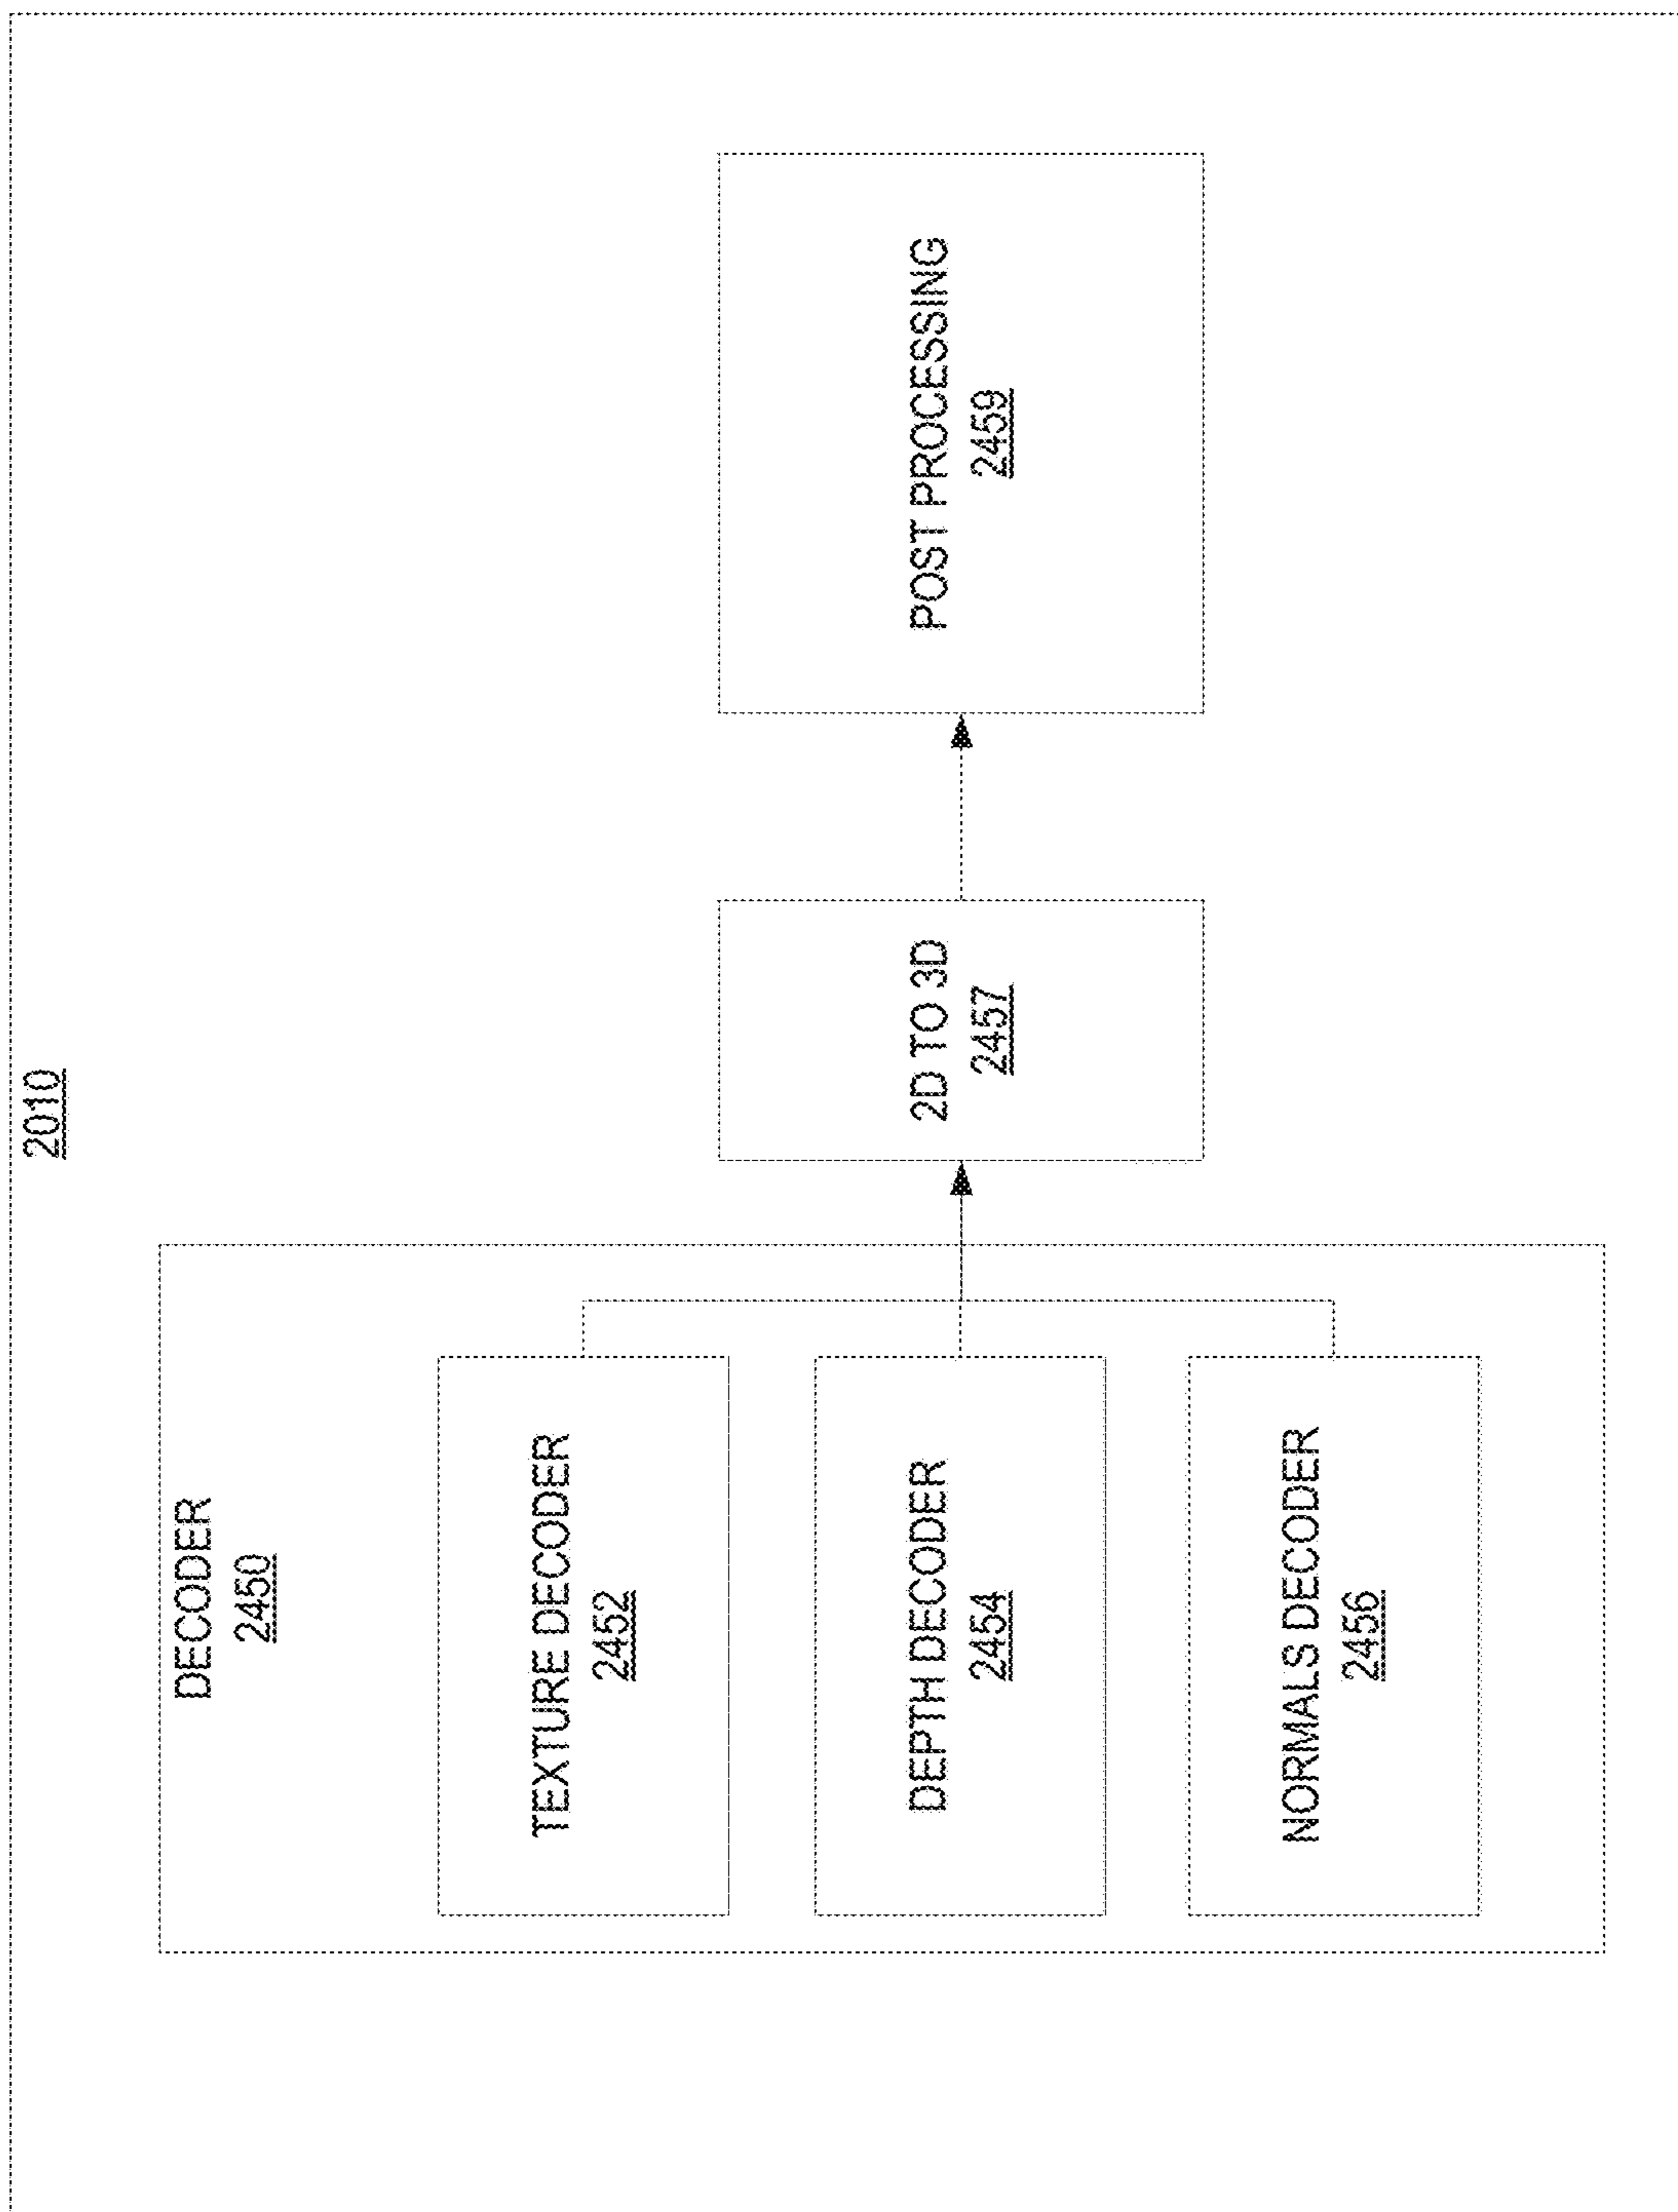 2010
DECODER
2450
TEXTURE DECODER
2452
DEPTH DECODER
2454
NORMALS DECODER
2456
2D TO 3D
2457
POST PROCESSING
2459